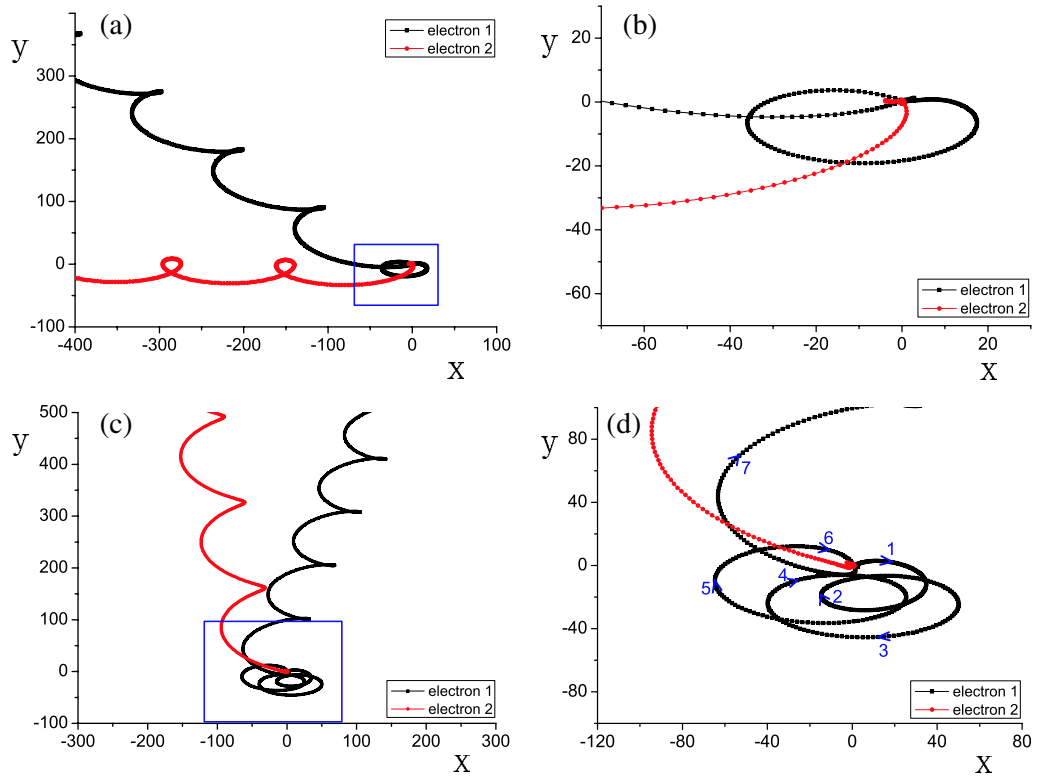 (a)
y
electron 1
electron 2
300
200
100
0
-100
-400 -300 -200 -100 0 100
X
(b)
y
30
20
0
-20
-40
-60
electron 1
electron 2
-60 -40 -20 0 20
X
(c)
y
500
400
300
200
100
0
-100
electron 1
electron 2
-300 -200 -100 0 100 200 300
X
(d)
y
80
40
0
-40
-80
7
6
1
4
5
2
3
electron 1
electron 2
-120 -80 -40 0 40 80
X